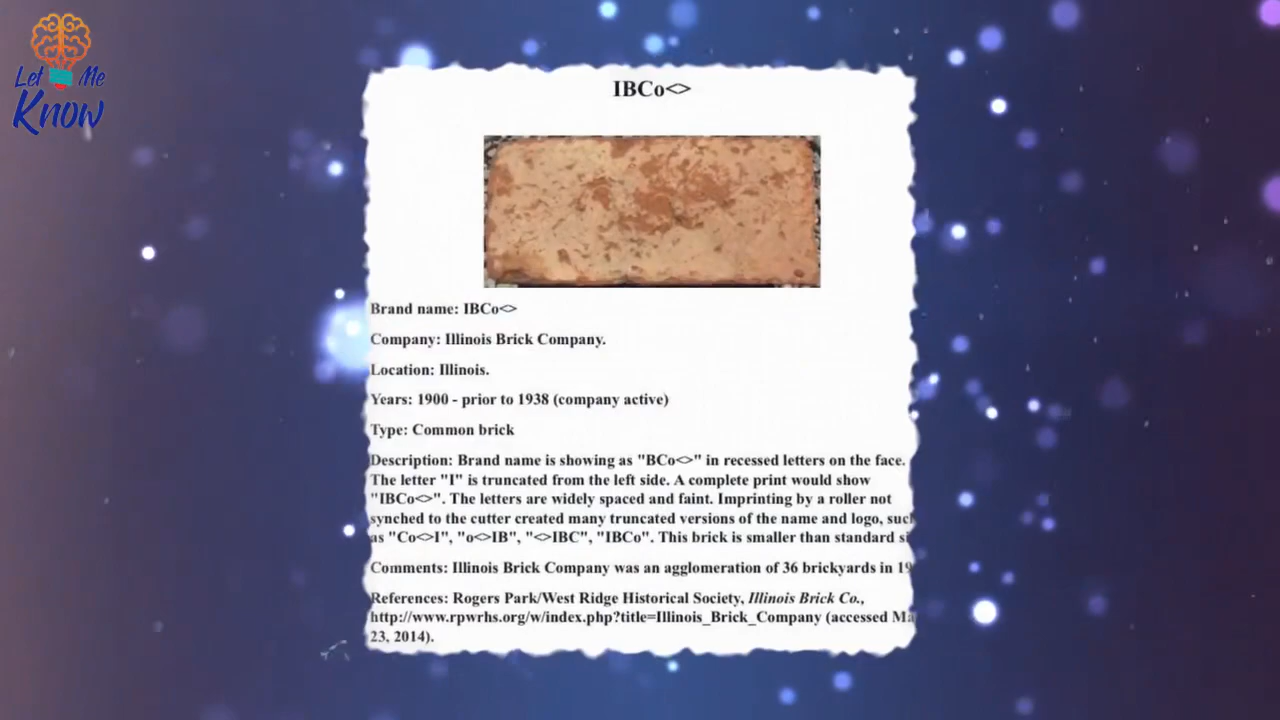 Let Me
Know
IBCo<>
Brand name: IBCo<>
Company: Illinois Brick Company.
Location: Illinois.
Years: 1900 - prior to 1938 (company active)
Type: Common brick
Description: Brand name is showing as "BCo<>" in recessed letters on the face.
The letter "I" is truncated from the left side. A complete print would show
"IBCo<>". The letters are widely spaced and faint. Imprinting by a roller not
synched to the cutter created many truncated versions of the name and logo,
as "Co<>I", "o<>IB", "<>IBC", "IBCo". This brick is smaller than standard
Comments: Illinois Brick Company was an agglomeration of 36 brickyards in
References: Rogers Park/West Ridge Historical Society, Illinois Brick Co.,
http://www.rpwrhs.org/w/index.php?title=Illinois_Brick_Company (accessed
23, 2014).